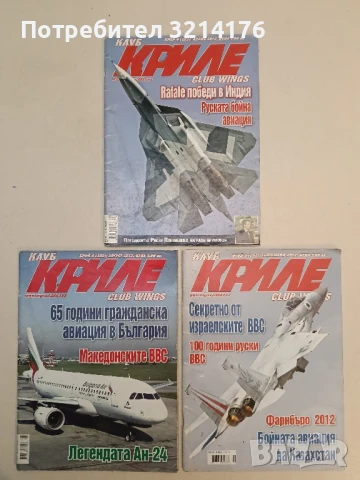 Потребител 3214176
КЛУБ
КРИЛЕ
CLUB WINGS
Rafale победи в Индия
Руската бойна
авиация
КЛУБ
КРИЛЕ
CLUB WINGS
65 години гражданска
авиация в България
Македонските ВВС
Легендата Ан-24
КЛУБ
КРИЛЕ
CLUB WINGS
Секретно от
израелските ВВС
100 години руски
ВВС
Фарнбъро 2012
Бойната авиация
на Казахстан
bazar